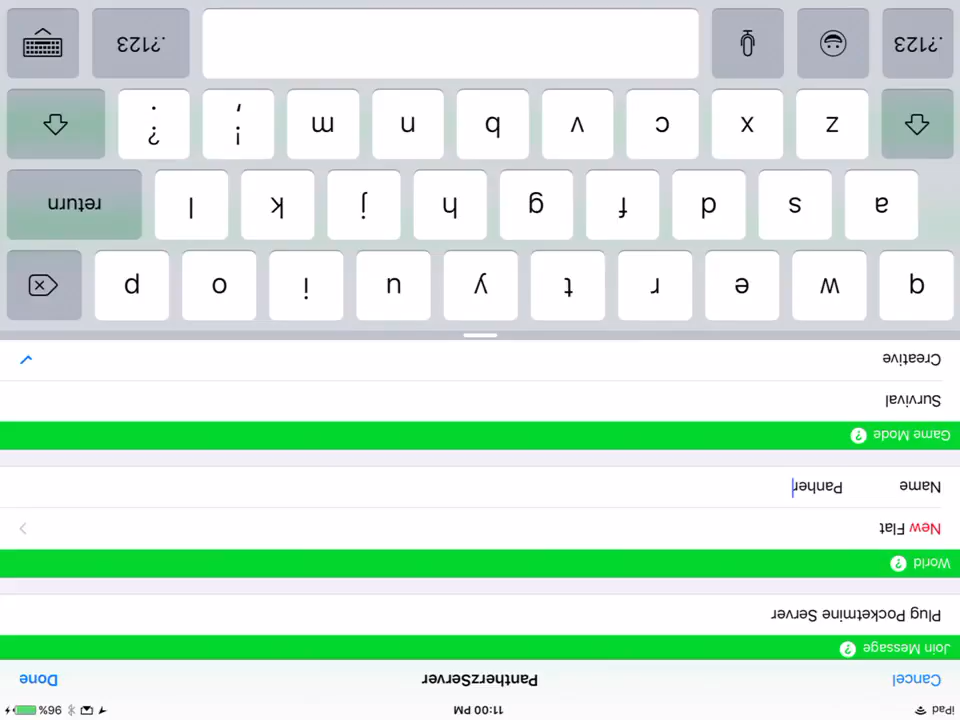 iPad 11:00 PM %96
Cancel PantherzServer Done
Join Message ?
Plug Pocketmine Server
World ?
New Flat
Name Panher
Game Mode ?
Survival
Creative
q w e r t y u i o p
a s d f g h j k l return
z x c v b n m ! , ? .
.?123 .?123